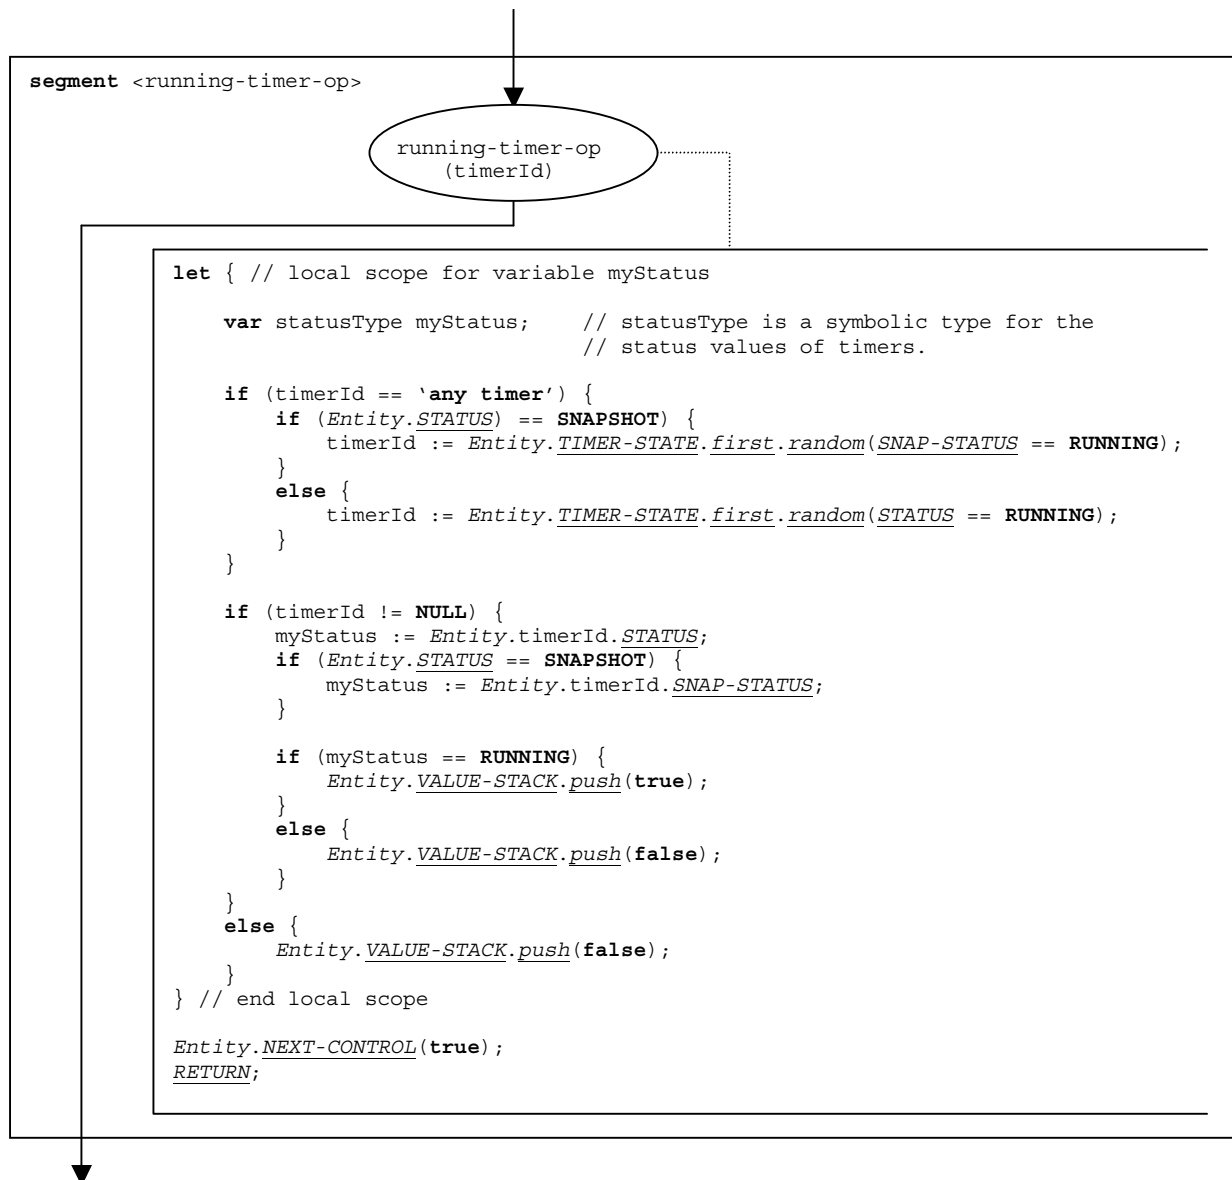 segment <running-timer-op>
running-timer-op
(timerId)
let { // local scope for variable myStatus
var statusType myStatus; // statusType is a symbolic type for the
// status values of timers.
if (timerId == ‘any timer’) {
if (Entity.STATUS) == SNAPSHOT) {
timerId := Entity.TIMER-STATE.first.random(SNAP-STATUS == RUNNING);
}
else {
timerId := Entity.TIMER-STATE.first.random(STATUS == RUNNING);
}
}
if (timerId != NULL) {
myStatus := Entity.timerId.STATUS;
if (Entity.STATUS == SNAPSHOT) {
myStatus := Entity.timerId.SNAP-STATUS;
}
if (myStatus == RUNNING) {
Entity.VALUE-STACK.push(true);
}
else {
Entity.VALUE-STACK.push(false);
}
}
else {
Entity.VALUE-STACK.push(false);
}
} // end local scope
Entity.NEXT-CONTROL(true);
RETURN;